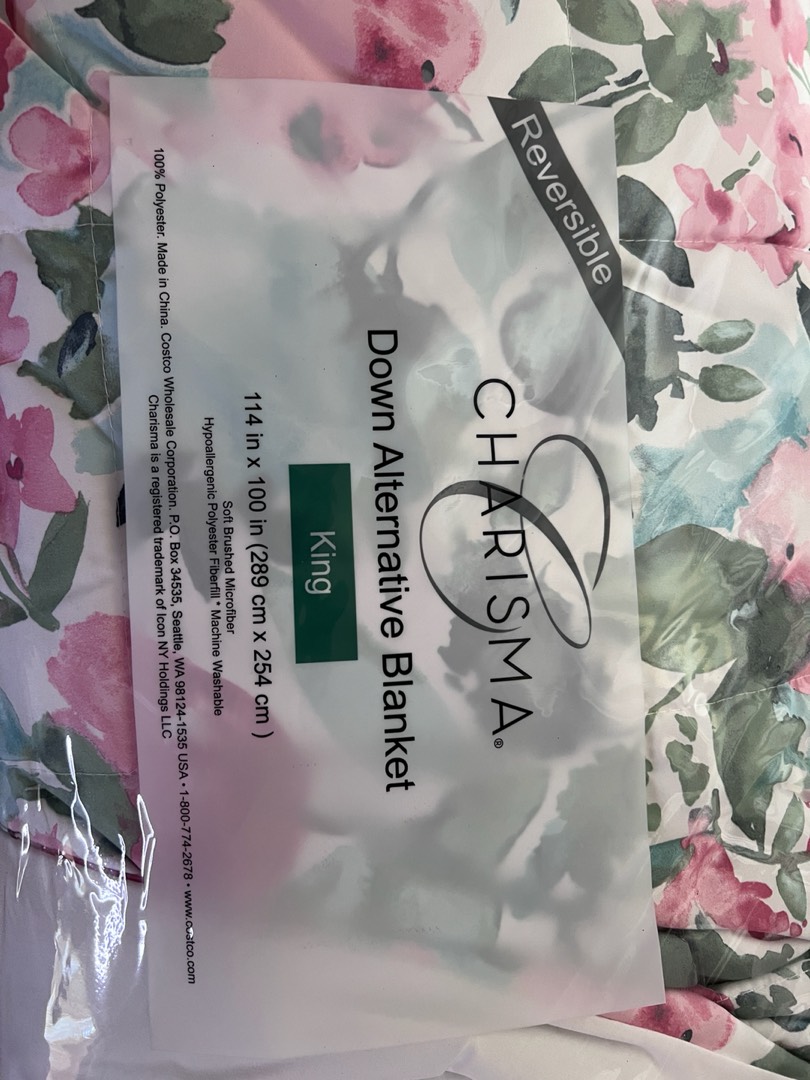 Reversible
CHARISMA®
Down Alternative Blanket
King
114 in x 100 in (289 cm x 254 cm )
Soft Brushed Microfiber
Hypoallergenic Polyester Fiberfill * Machine Washable
100% Polyester. Made in China. Costco Wholesale Corporation. P.O. Box 34535, Seattle, WA 98124-1535 USA • 1-800-774-2678 • www.costco.com
Charisma is a registered trademark of Icon NY Holdings LLC